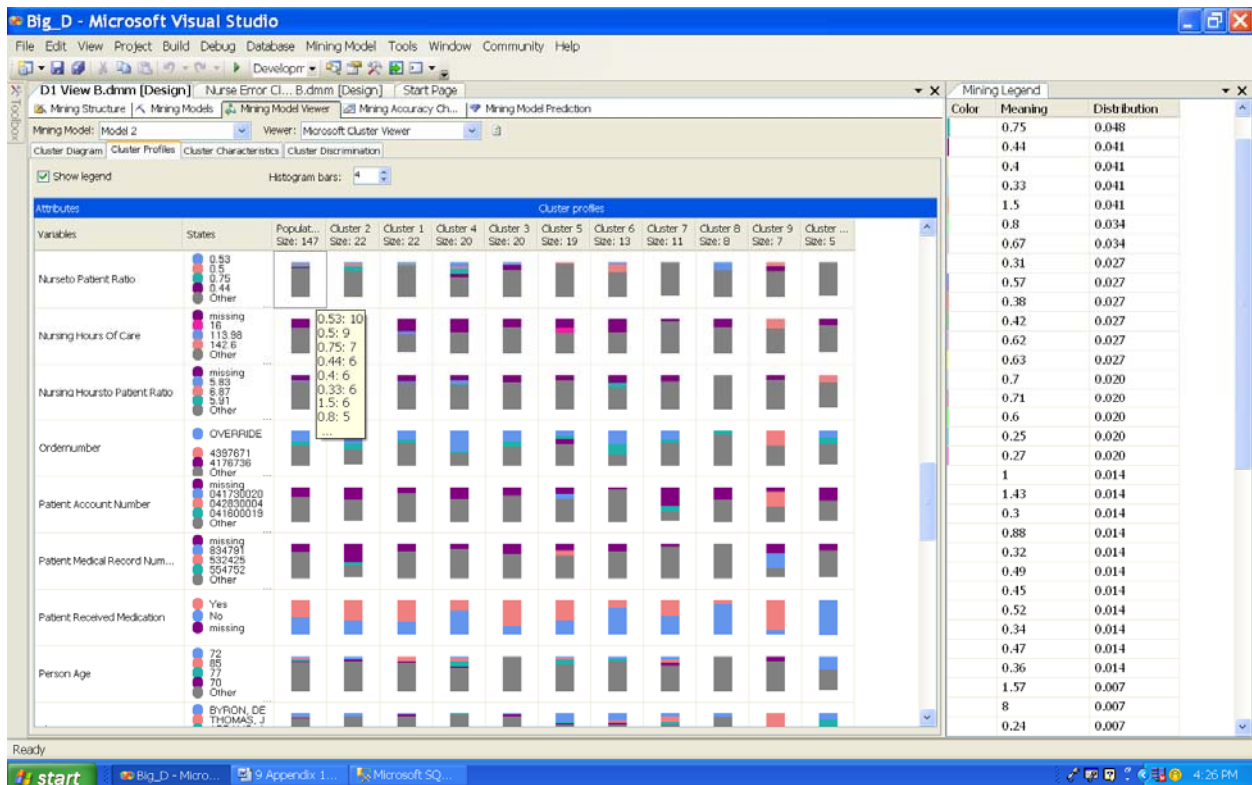 Big_D - Microsoft Visual Studio
File Edit View Project Build Debug Database Mining Model Tools Window Community Help
Developr
Toolbox
D1 View B.dmm [Design] Nurse Error Cl... B.dmm [Design] Start Page
Mining Structure Mining Models Mining Model Viewer Mining Accuracy Ch... Mining Model Prediction
Mining Model: Model 2 Viewer: Microsoft Cluster Viewer
Cluster Diagram Cluster Profiles Cluster Characteristics Cluster Discrimination
Show legend Histogram bars: 4
Attributes Cluster profiles
Variables States Populat... Size: 147 Cluster 2 Size: 22 Cluster 1 Size: 22 Cluster 4 Size: 20 Cluster 3 Size: 20 Cluster 5 Size: 19 Cluster 6 Size: 13 Cluster 7 Size: 11 Cluster 8 Size: 8 Cluster 9 Size: 7 Cluster ... Size: 5
Nurseto Patient Ratio
0.53
0.5
0.75
0.44
Other
...
Nursing Hours Of Care
missing
16
113.98
142.6
Other
...
Nursing Hoursto Patient Ratio
missing
5.83
6.87
5.91
Other
...
0.53: 10
0.5: 9
0.75: 7
0.44: 6
0.4: 6
0.33: 6
1.5: 6
0.8: 5
...
Ordernumber
OVERRIDE
4397671
4176736
Other
Patient Account Number
missing
041730020
042830004
041600019
Other
...
Patient Medical Record Num...
missing
834791
532425
554752
Other
...
Patient Received Medication
Yes
No
missing
Person Age
72
85
77
70
Other
...
BYRON, DE
THOMAS, J
Mining Legend
Color Meaning Distribution
0.75 0.048
0.44 0.041
0.4 0.041
0.33 0.041
1.5 0.041
0.8 0.034
0.67 0.034
0.31 0.027
0.57 0.027
0.38 0.027
0.42 0.027
0.62 0.027
0.63 0.027
0.7 0.020
0.71 0.020
0.6 0.020
0.25 0.020
0.27 0.020
1 0.014
1.43 0.014
0.3 0.014
0.88 0.014
0.32 0.014
0.49 0.014
0.45 0.014
0.52 0.014
0.34 0.014
0.47 0.014
0.36 0.014
1.57 0.007
8 0.007
0.24 0.007
Ready
start Big_D - Micro... 9 Appendix 1... Microsoft SQ... 4:26 PM